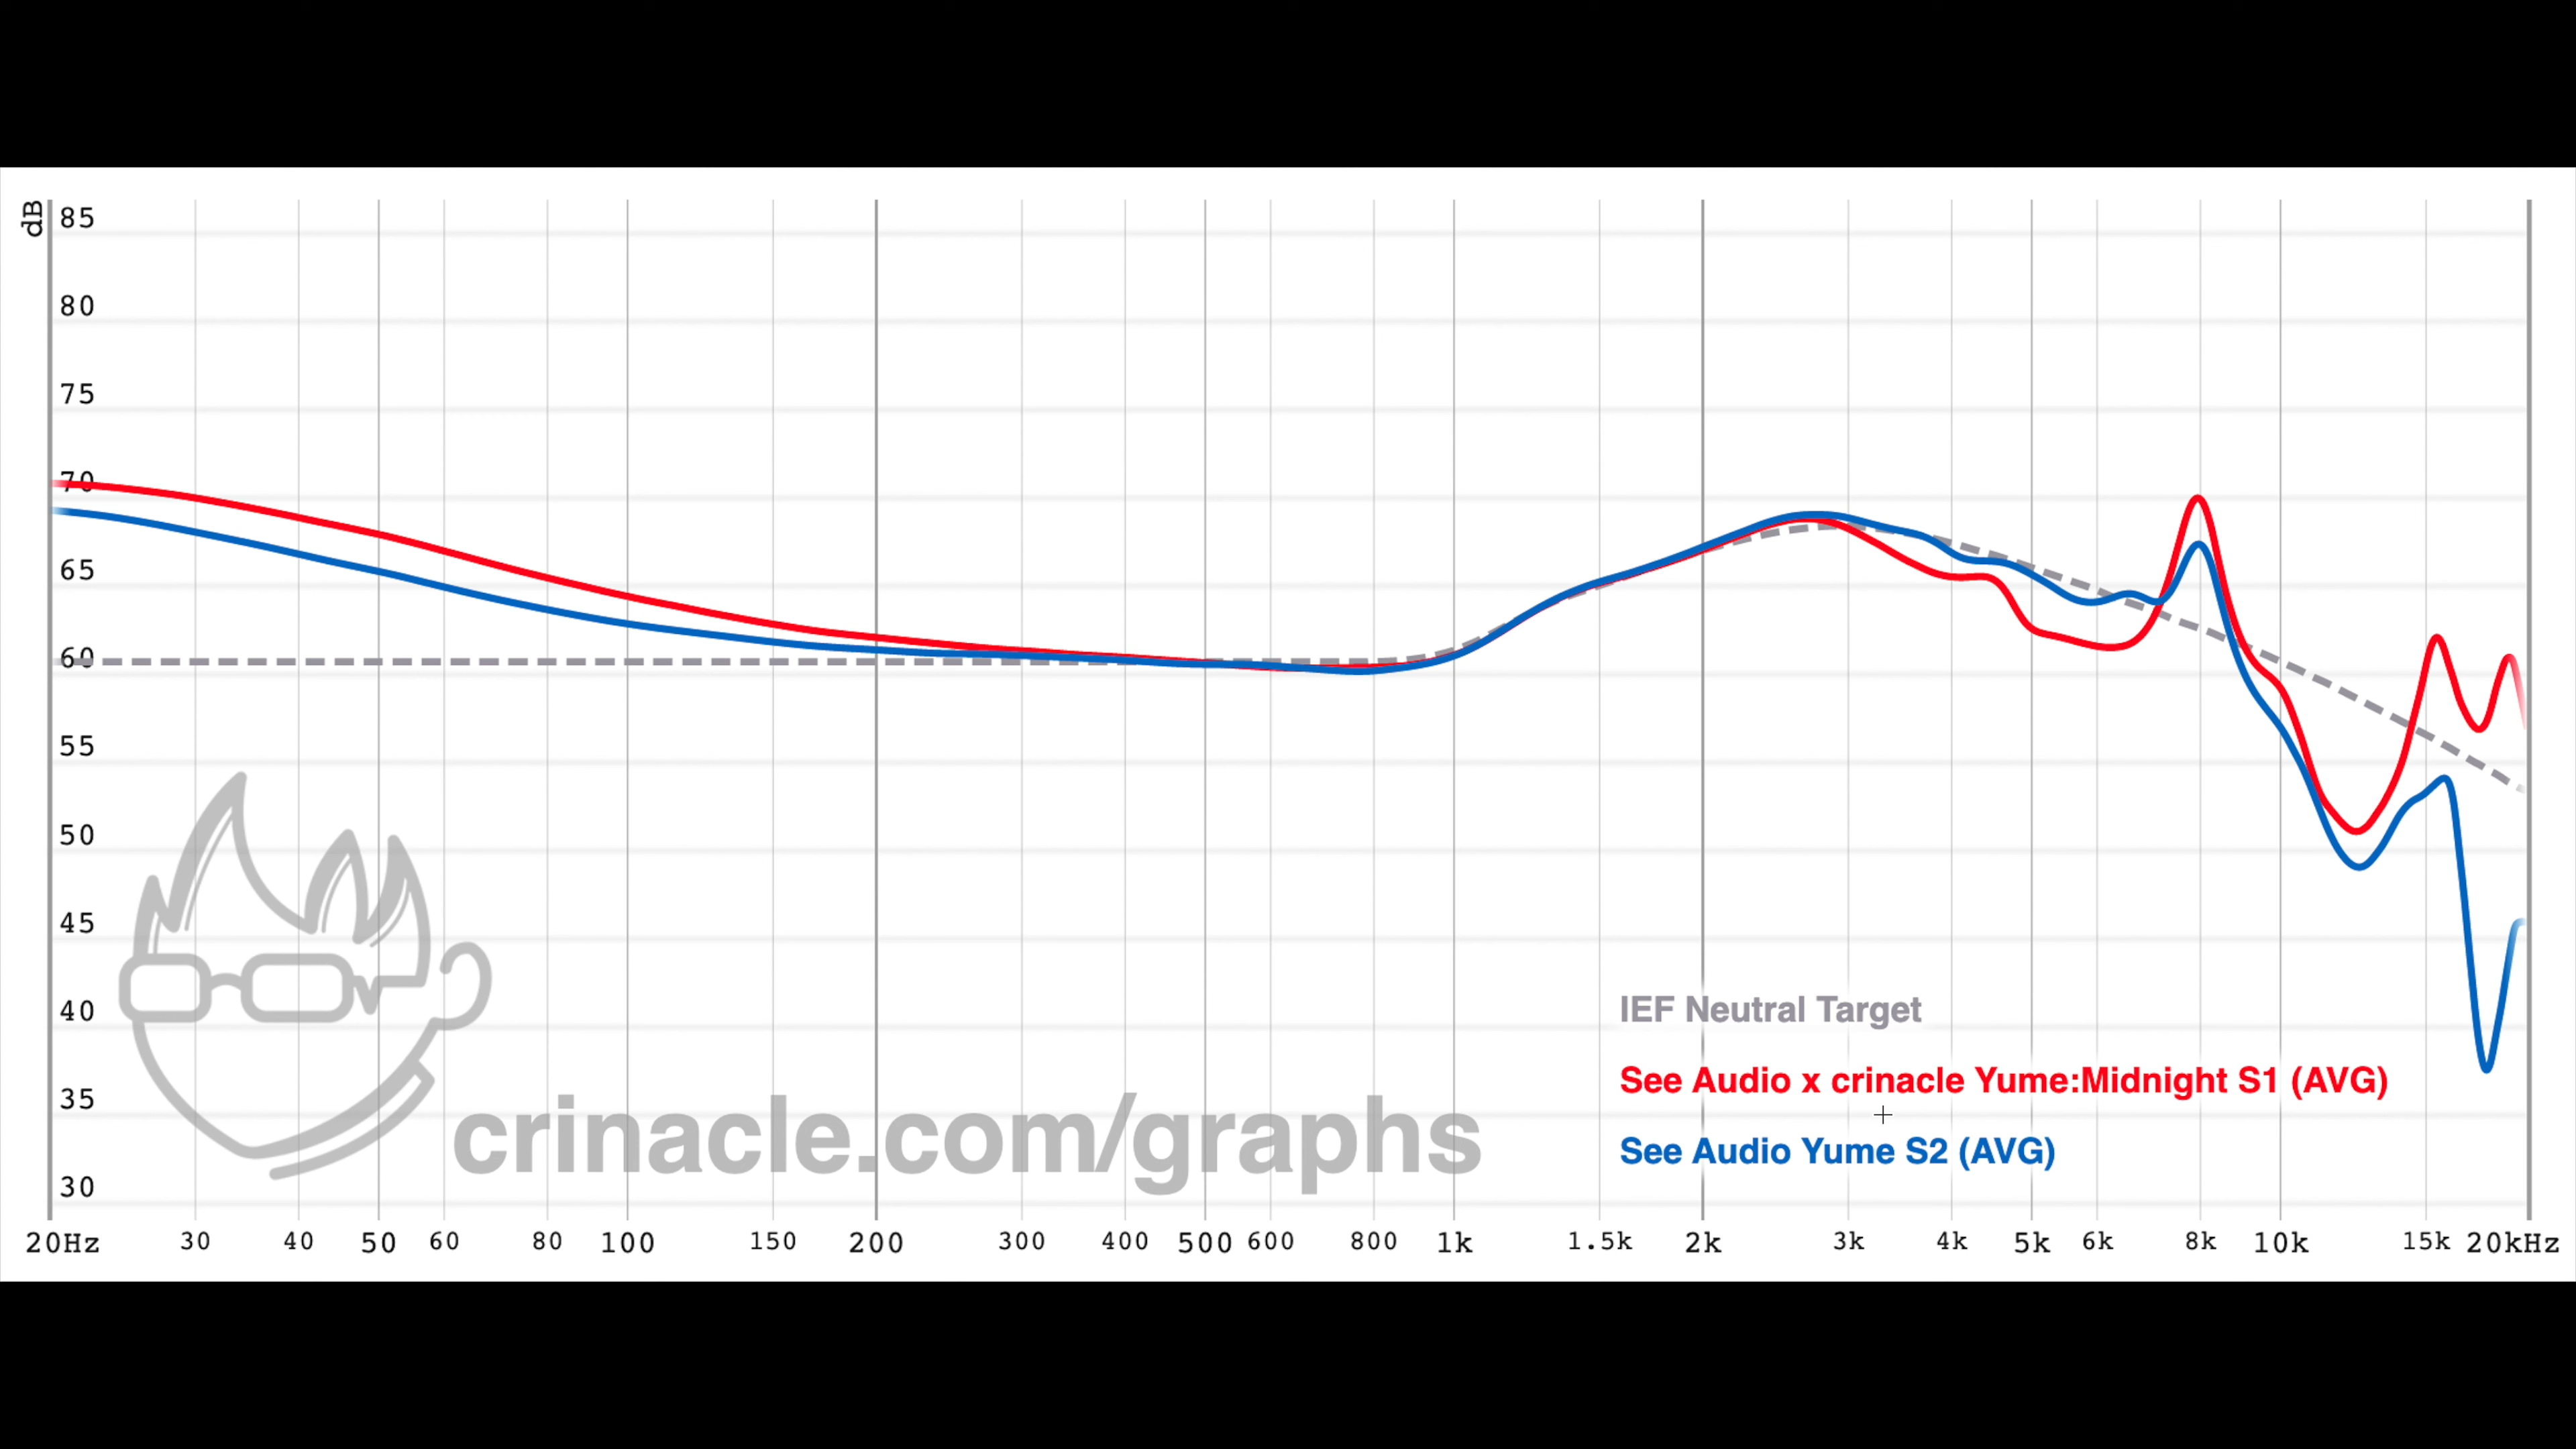 dB
85
80
75
70
65
60
55
50
45
40
35
30
IEF Neutral Target
See Audio x crinacle Yume:Midnight S1 (AVG)
See Audio Yume S2 (AVG)
crinacle.com/graphs
20Hz 30 40 50 60 80 100 150 200 300 400 500 600 800 1k 1.5k 2k 3k 4k 5k 6k 8k 10k 15k 20kHz